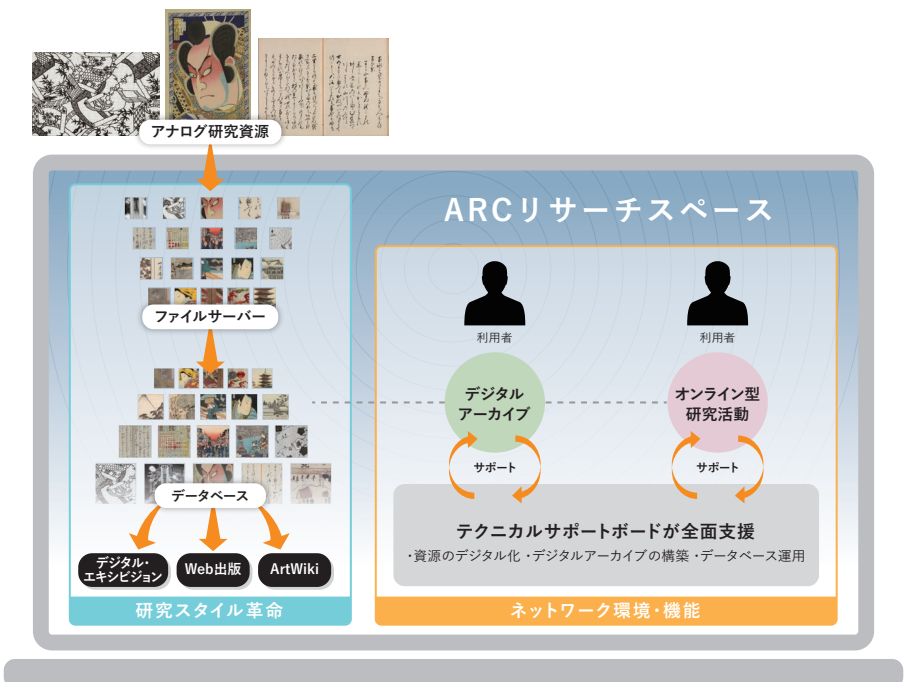 アナログ研究資源
ARCリサーチスペース
ファイルサーバー
データベース
デジタル・
エキシビジョン
Web出版
ArtWiki
研究スタイル革命
利用者
利用者
デジタル
アーカイブ
オンライン型
研究活動
サポート
サポート
テクニカルサポートボードが全面支援
・資源のデジタル化 ・デジタルアーカイブの構築 ・データベース運用
ネットワーク環境・機能